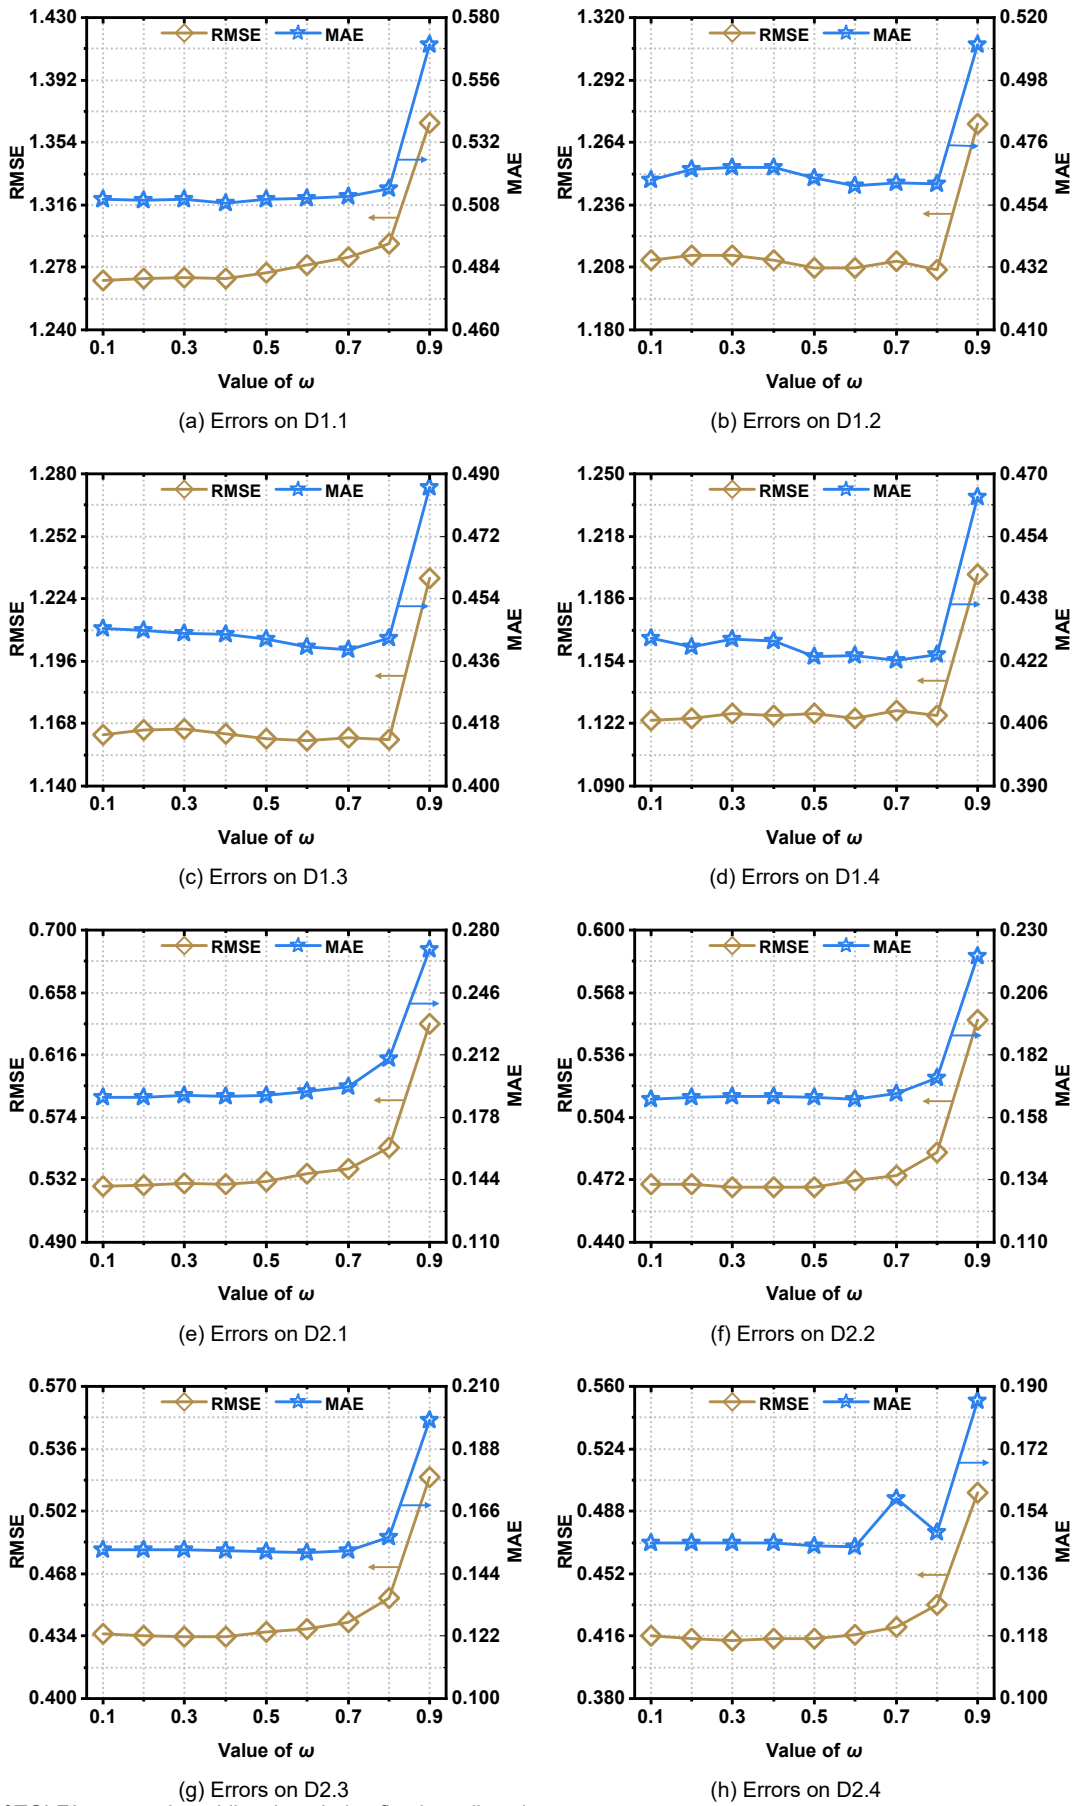 RMSE MAE
1.430 1.392 1.354 1.316 1.278 1.240
RMSE
0.580 0.556 0.532 0.508 0.484 0.460
MAE
0.1 0.3 0.5 0.7 0.9
Value of ω
(a) Errors on D1.1
RMSE MAE
1.320 1.292 1.264 1.236 1.208 1.180
RMSE
0.520 0.498 0.476 0.454 0.432 0.410
MAE
0.1 0.3 0.5 0.7 0.9
Value of ω
(b) Errors on D1.2
RMSE MAE
1.280 1.252 1.224 1.196 1.168 1.140
RMSE
0.490 0.472 0.454 0.436 0.418 0.400
MAE
0.1 0.3 0.5 0.7 0.9
Value of ω
(c) Errors on D1.3
RMSE MAE
1.250 1.218 1.186 1.154 1.122 1.090
RMSE
0.470 0.454 0.438 0.422 0.406 0.390
MAE
0.1 0.3 0.5 0.7 0.9
Value of ω
(d) Errors on D1.4
RMSE MAE
0.700 0.658 0.616 0.574 0.532 0.490
RMSE
0.280 0.246 0.212 0.178 0.144 0.110
MAE
0.1 0.3 0.5 0.7 0.9
Value of ω
(e) Errors on D2.1
RMSE MAE
0.600 0.568 0.536 0.504 0.472 0.440
RMSE
0.230 0.206 0.182 0.158 0.134 0.110
MAE
0.1 0.3 0.5 0.7 0.9
Value of ω
(f) Errors on D2.2
RMSE MAE
0.570 0.536 0.502 0.468 0.434 0.400
RMSE
0.210 0.188 0.166 0.144 0.122 0.100
MAE
0.1 0.3 0.5 0.7 0.9
Value of ω
(g) Errors on D2.3
RMSE MAE
0.560 0.524 0.488 0.452 0.416 0.380
RMSE
0.190 0.172 0.154 0.136 0.118 0.100
MAE
0.1 0.3 0.5 0.7 0.9
Value of ω
(h) Errors on D2.4